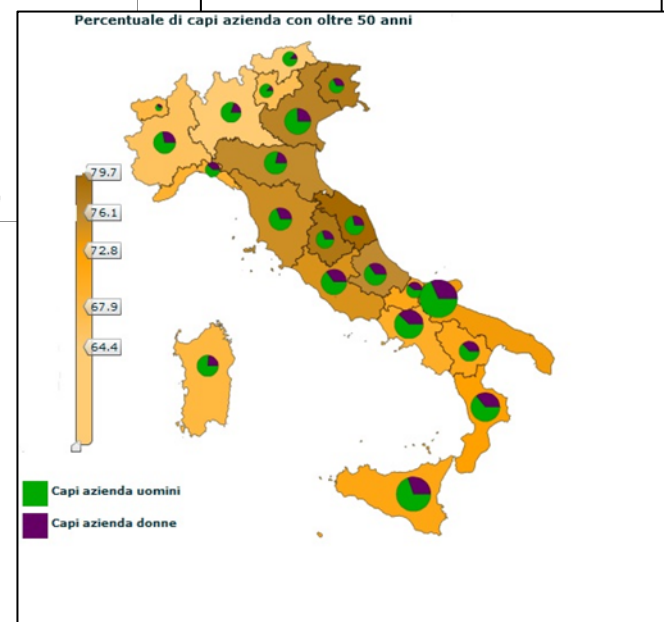 Percentuale di capi azienda con oltre 50 anni
79.7
76.1
72.8
67.9
64.4
Capi azienda uomini
Capi azienda donne